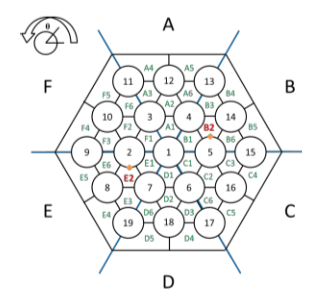 θ
A
F
B
A4 A5
11 12 13
F5 A3 A6 B3
F6 A2 B4
10 3 4 14
F4 F2 A1 B2 B5
F3 F1 B1 B6
9 2 1 5 15
E6 E1 C1 C3 C4
E5 E2 D1 C2
8 7 6 16
E4 E3 D2 C6 C5
D6 D3
19 18 17
D5 D4
E
C
D